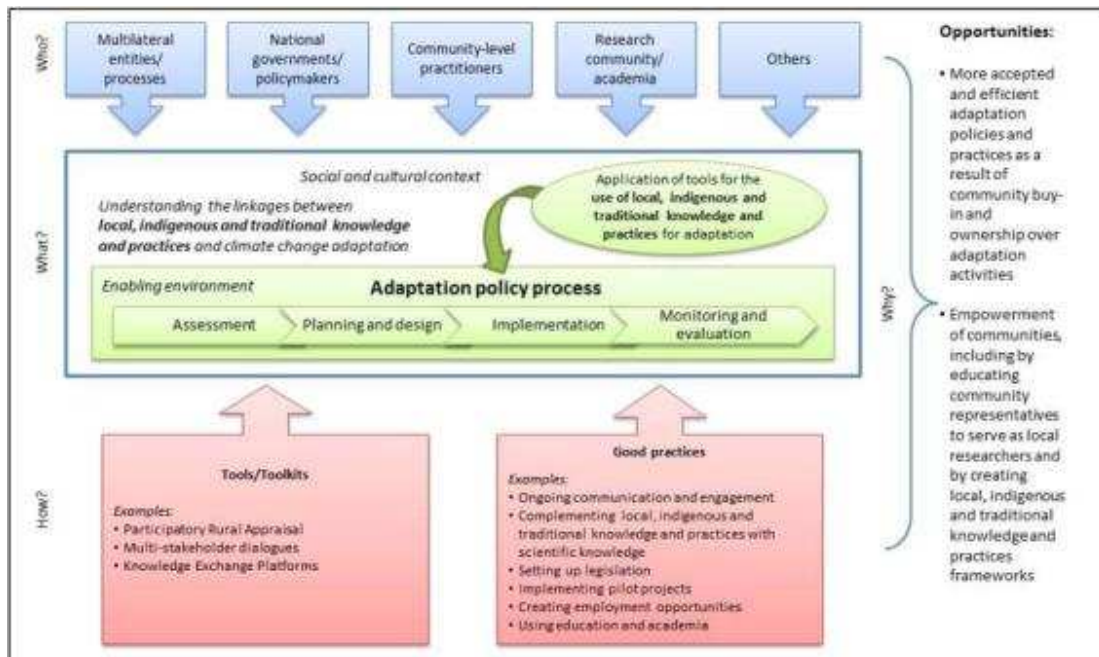 Who?
Multilateral
entities/
processes
National
governments/
policymakers
Community-level
practitioners
Research
community/
academia
Others
What?
Social and cultural context
Understanding the linkages between
local, indigenous and traditional knowledge
and practices and climate change adaptation
Application of tools for the
use of local, indigenous and
traditional knowledge and
practices for adaptation
Enabling environment
Adaptation policy process
Assessment
Planning and design
Implementation
Monitoring and
evaluation
How?
Tools/Toolkits
Examples:
• Participatory Rural Appraisal
• Multi-stakeholder dialogues
• Knowledge Exchange Platforms
Good practices
Examples:
• Ongoing communication and engagement
• Complementing local, indigenous and
traditional knowledge and practices with
scientific knowledge
• Setting up legislation
• Implementing pilot projects
• Creating employment opportunities
• Using education and academia
Why?
Opportunities:
• More accepted
and efficient
adaptation
policies and
practices as a
result of
community buy-
in and
ownership over
adaptation
activities
• Empowerment
of communities,
including by
educating
community
representatives
to serve as local
researchers and
by creating
local, indigenous
and traditional
knowledge and
practices
frameworks